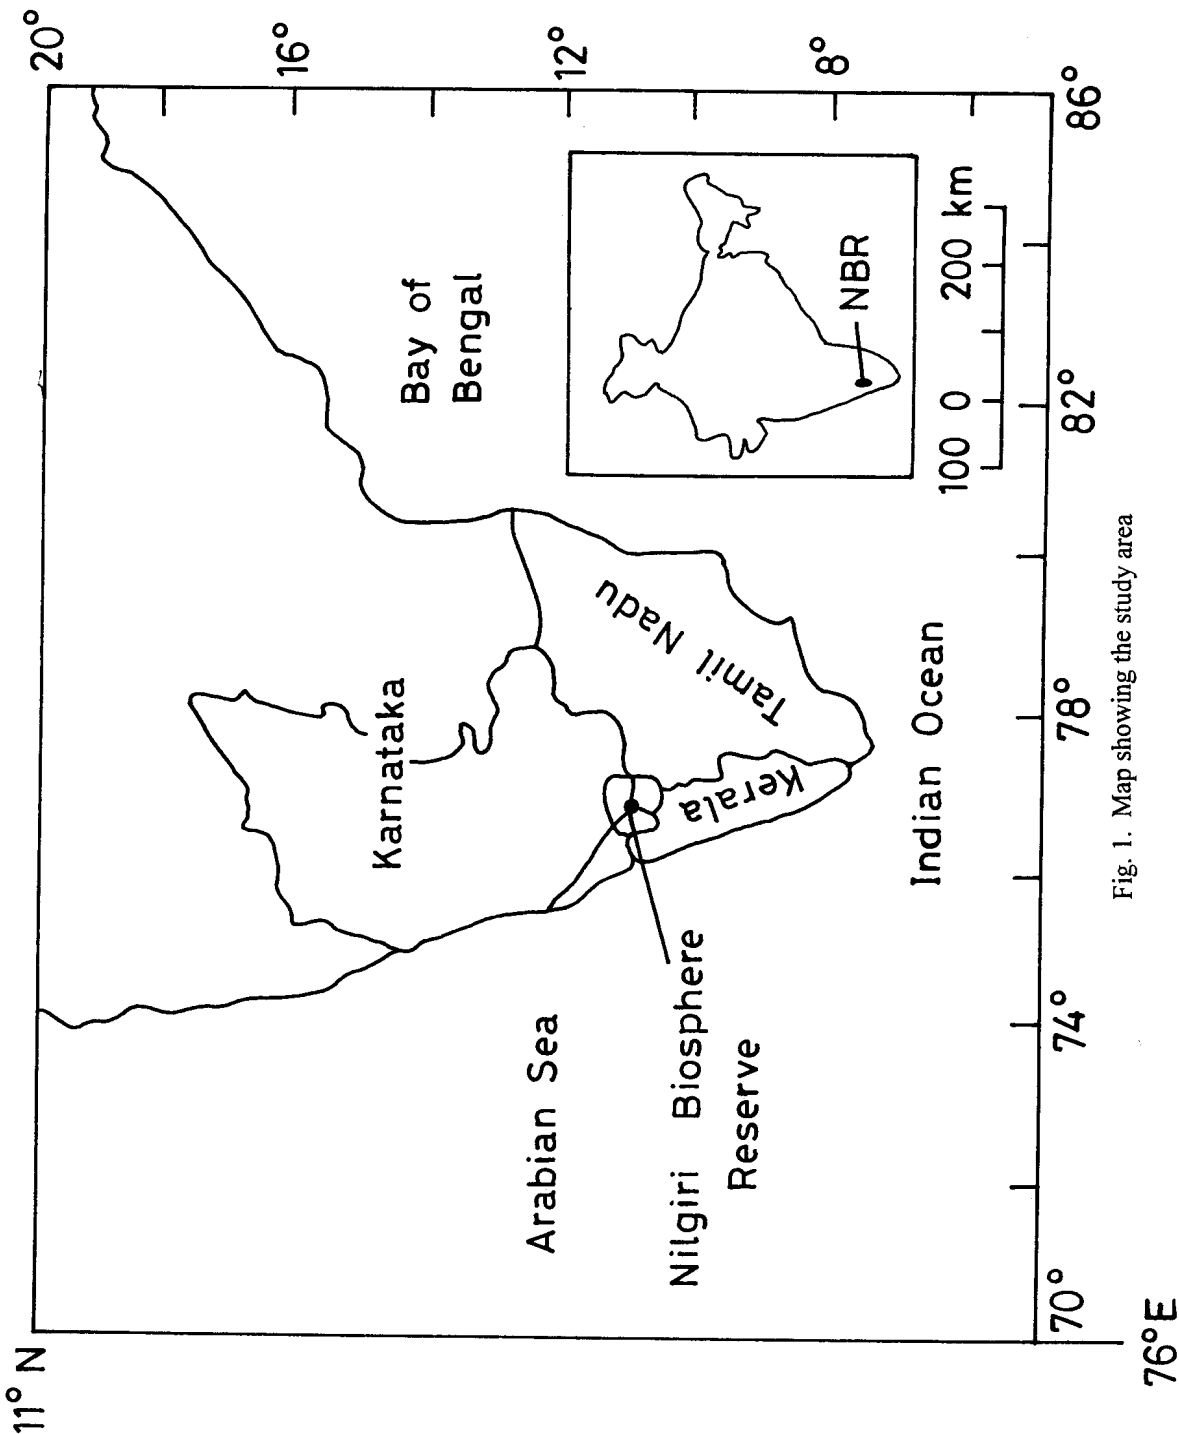 11° N
20°
16°
12°
8°
Bay of
Bengal
Karnataka
Tamil Nadu
Kerala
Arabian Sea
Nilgiri Biosphere
Reserve
Indian Ocean
NBR
100 0 200 km
70°
74°
78°
82°
86°
76°E
Fig. 1. Map showing the study area